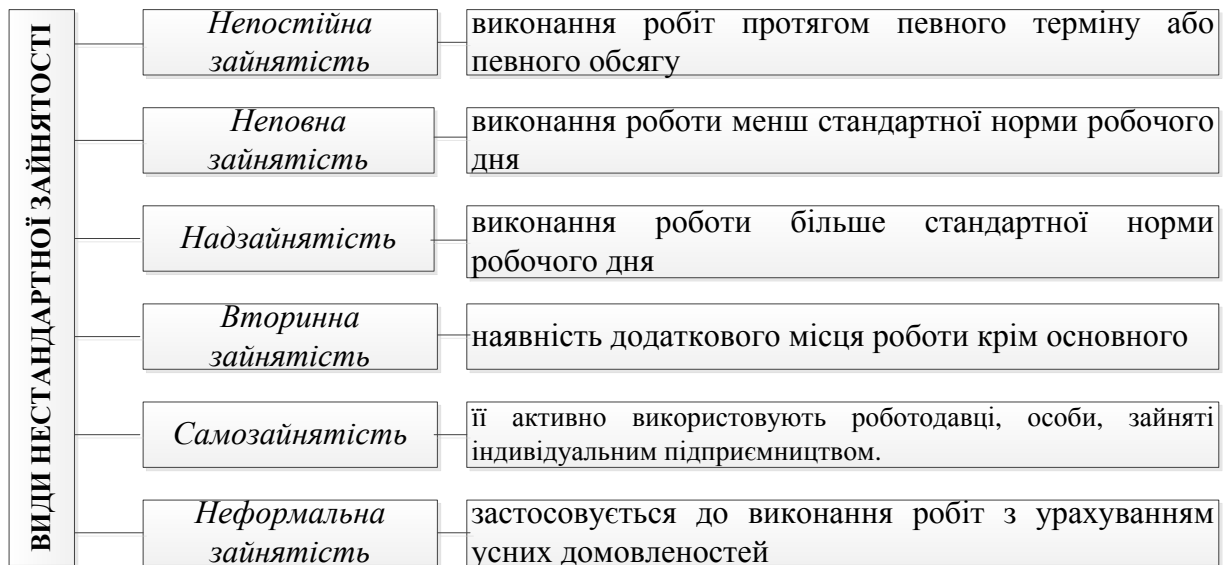 ВИДИ НЕСТАНДАРТНОЇ ЗАЙНЯТОСТІ
Непостійна
зайнятість
виконання робіт протягом певного терміну або
певного обсягу
Неповна
зайнятість
виконання роботи менш стандартної норми робочого
дня
Надзайнятість
виконання роботи більше стандартної норми
робочого дня
Вторинна
зайнятість
наявність додаткового місця роботи крім основного
Самозайнятість
її активно використовують роботодавці, особи, зайняті
індивідуальним підприємництвом.
Неформальна
зайнятість
застосовується до виконання робіт з урахуванням
усних домовленостей